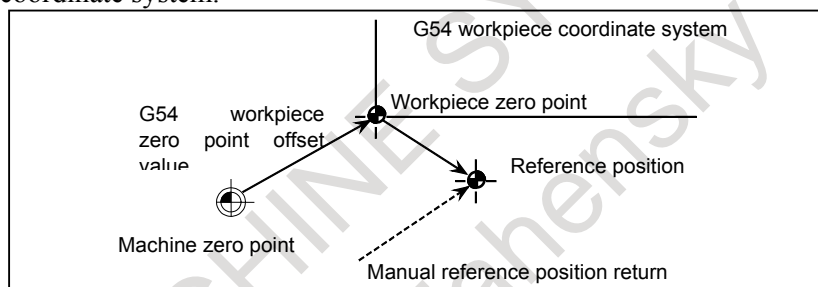 coordinate system.
G54 workpiece coordinate system
Workpiece zero point
G54 workpiece
zero point offset
value
Reference position
Machine zero point
Manual reference position return